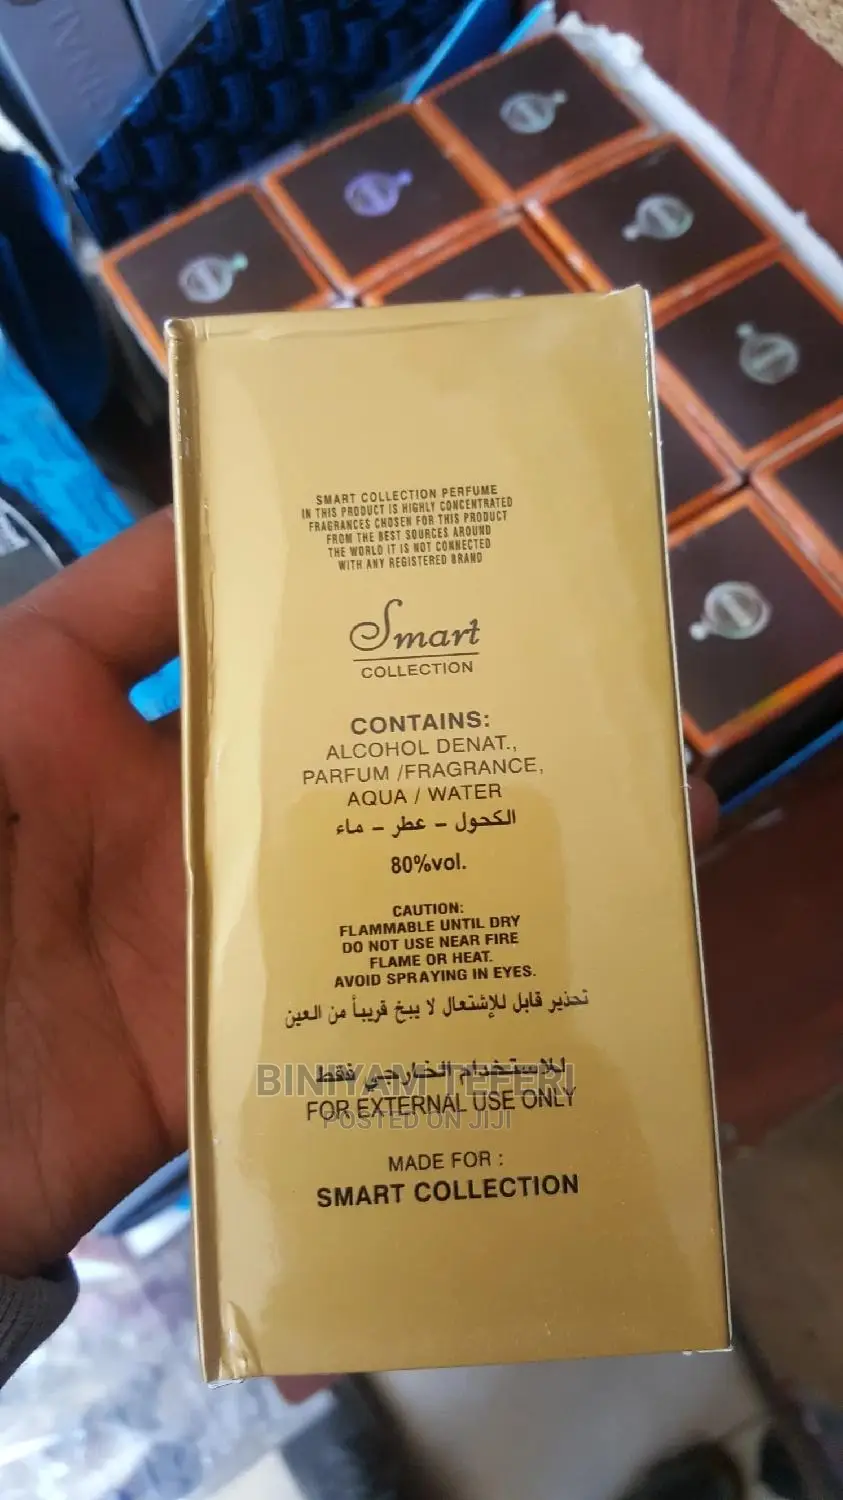 SMART COLLECTION PERFUME
IN THIS PRODUCT IS HIGHLY CONCENTRATED
FRAGRANCES CHOSEN FOR THIS PRODUCT
FROM THE BEST SOURCES AROUND
THE WORLD IT IS NOT CONNECTED
WITH ANY REGISTERED BRAND
Smart
COLLECTION
CONTAINS:
ALCOHOL DENAT.,
PARFUM /FRAGRANCE,
AQUA / WATER
الكحول - عطر - ماء
80%vol.
CAUTION:
FLAMMABLE UNTIL DRY
DO NOT USE NEAR FIRE
FLAME OR HEAT.
AVOID SPRAYING IN EYES.
تحذير قابل للإشتعال لا يبخ قريباً من العين
للاستخدام الخارجي فقط
BINIYAM TEFERI
FOR EXTERNAL USE ONLY
POSTED ON JIJI
MADE FOR :
SMART COLLECTION